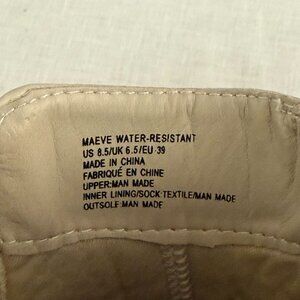 MAEVE WATER-RESISTANT
US 8.5/UK 6.5/EU 39
MADE IN CHINA
FABRIQUÉ EN CHINE
UPPER:MAN MADE
INNER LINING/SOCK:TEXTILE/MAN MADE
OUTSOLE:MAN MADE